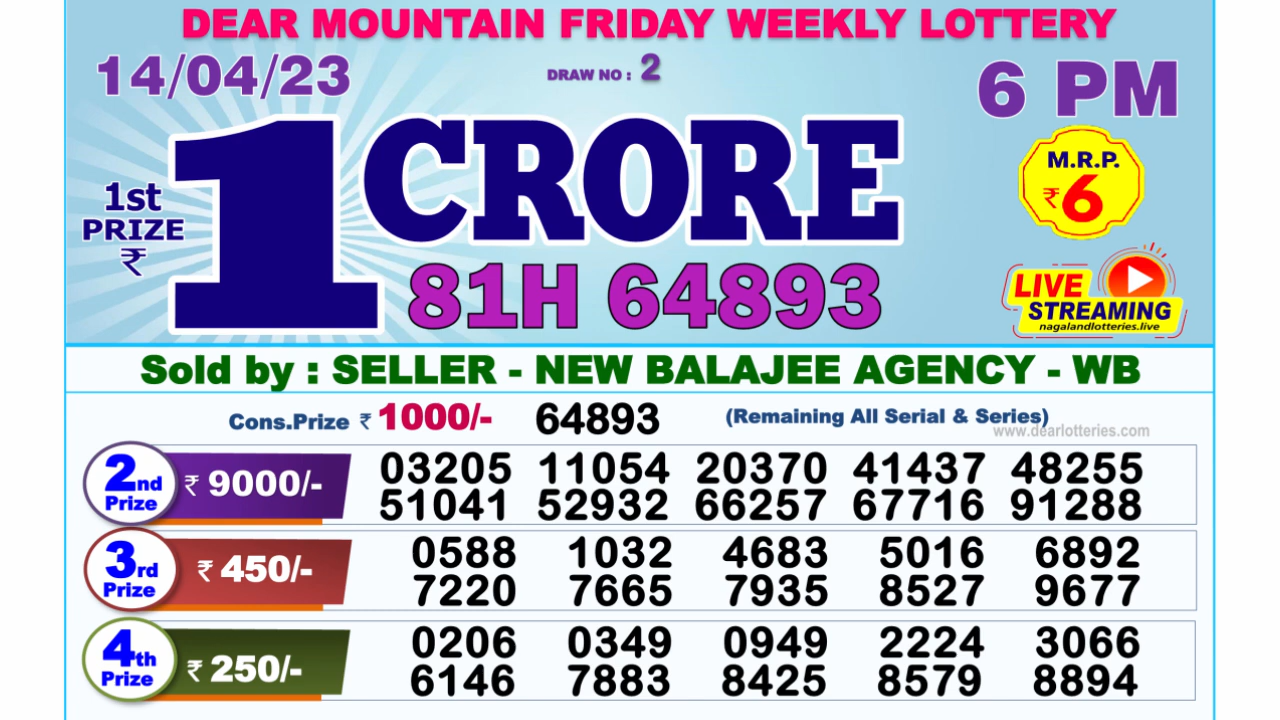 DEAR MOUNTAIN FRIDAY WEEKLY LOTTERY
14/04/23
DRAW NO : 2
6 PM
1st
PRIZE
₹
1 CRORE
M.R.P.
₹6
81H 64893
LIVE
STREAMING
nagalandlotteries.live
Sold by : SELLER - NEW BALAJEE AGENCY - WB
Cons.Prize ₹ 1000/- 64893 (Remaining All Serial & Series)
www.dearlotteries.com
2nd
Prize
₹ 9000/-
03205 11054 20370 41437 48255
51041 52932 66257 67716 91288
3rd
Prize
₹ 450/-
0588 1032 4683 5016 6892
7220 7665 7935 8527 9677
4th
Prize
₹ 250/-
0206 0349 0949 2224 3066
6146 7883 8425 8579 8894